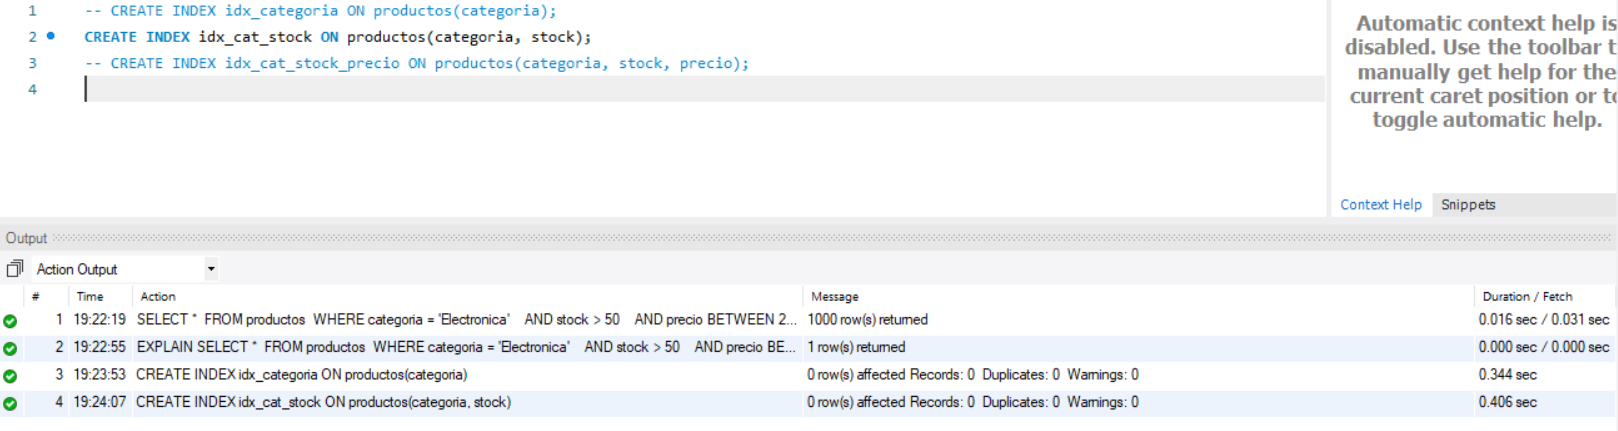 1 -- CREATE INDEX idx_categoria ON productos(categoria);
2 CREATE INDEX idx_cat_stock ON productos(categoria, stock);
3 -- CREATE INDEX idx_cat_stock_precio ON productos(categoria, stock, precio);
4
Automatic context help is
disabled. Use the toolbar t
manually get help for the
current caret position or to
toggle automatic help.
Context Help Snippets
Output
Action Output
# Time Action Message Duration / Fetch
1 19:22:19 SELECT * FROM productos WHERE categoria = 'Electronica' AND stock > 50 AND precio BETWEEN 2... 1000 row(s) returned 0.016 sec / 0.031 sec
2 19:22:55 EXPLAIN SELECT * FROM productos WHERE categoria = 'Electronica' AND stock > 50 AND precio BE... 1 row(s) returned 0.000 sec / 0.000 sec
3 19:23:53 CREATE INDEX idx_categoria ON productos(categoria) 0 row(s) affected Records: 0 Duplicates: 0 Warnings: 0 0.344 sec
4 19:24:07 CREATE INDEX idx_cat_stock ON productos(categoria, stock) 0 row(s) affected Records: 0 Duplicates: 0 Warnings: 0 0.406 sec